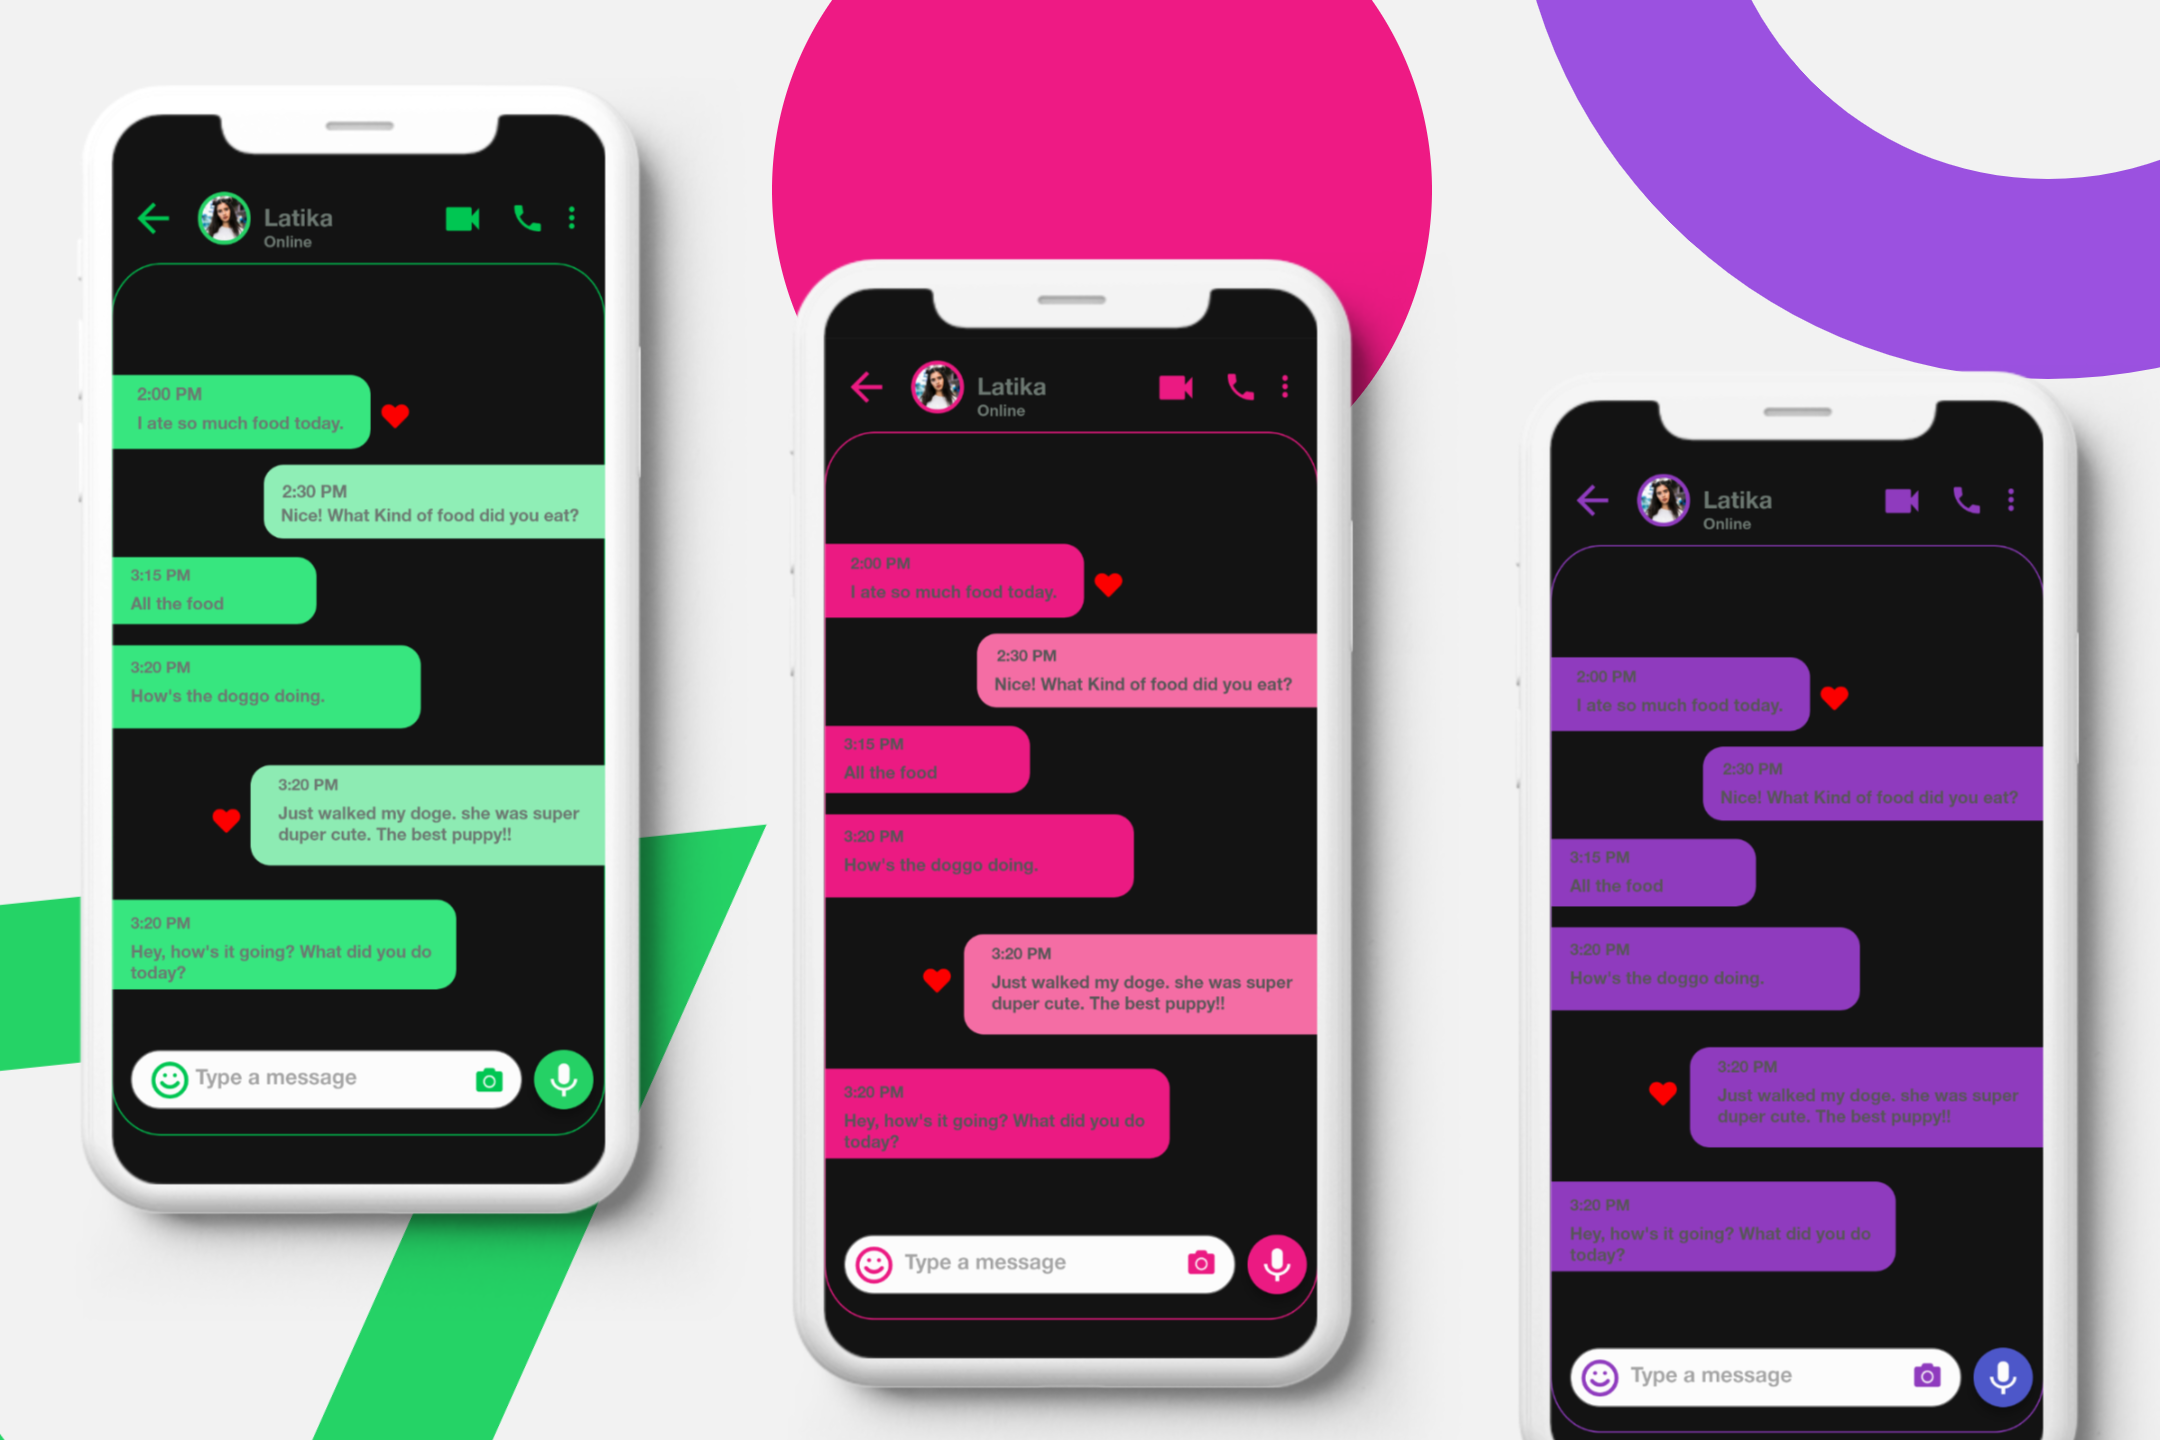 Latika
Online
2:00 PM
I ate so much food today.
2:30 PM
Nice! What Kind of food did you eat?
3:15 PM
All the food
3:20 PM
How's the doggo doing.
3:20 PM
Just walked my doge. she was super
duper cute. The best puppy!!
3:20 PM
Hey, how's it going? What did you do
today?
Type a message
Latika
Online
2:00 PM
I ate so much food today.
2:30 PM
Nice! What Kind of food did you eat?
3:15 PM
All the food
3:20 PM
How's the doggo doing.
3:20 PM
Just walked my doge. she was super
duper cute. The best puppy!!
3:20 PM
Hey, how's it going? What did you do
today?
Type a message
Latika
Online
2:00 PM
I ate so much food today.
2:30 PM
Nice! What Kind of food did you eat?
3:15 PM
All the food
3:20 PM
How's the doggo doing.
3:20 PM
Just walked my doge. she was super
duper cute. The best puppy!!
3:20 PM
Hey, how's it going? What did you do
today?
Type a message